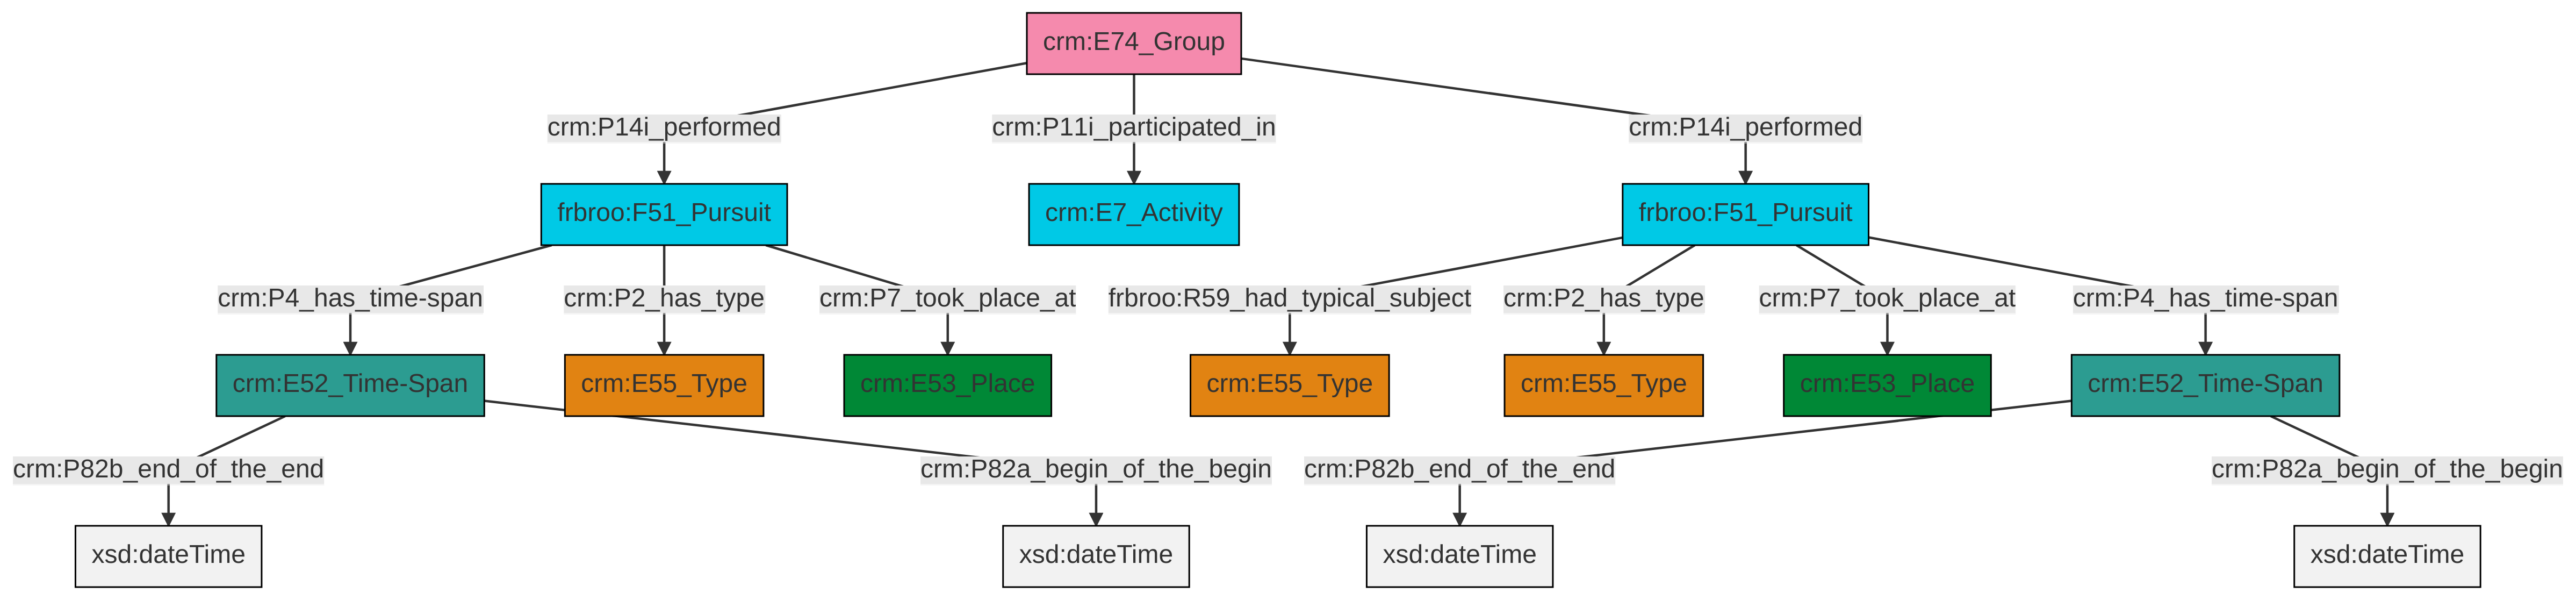 crm:E74_Group
crm:P14i_performed
crm:P11i_participated_in
crm:P14i_performed
frbroo:F51_Pursuit
crm:E7_Activity
frbroo:F51_Pursuit
crm:P4_has_time-span
crm:P2_has_type
crm:P7_took_place_at
frbroo:R59_had_typical_subject
crm:P2_has_type
crm:P7_took_place_at
crm:P4_has_time-span
crm:E52_Time-Span
crm:E55_Type
crm:E53_Place
crm:E55_Type
crm:E55_Type
crm:E53_Place
crm:E52_Time-Span
crm:P82b_end_of_the_end
crm:P82a_begin_of_the_begin
crm:P82b_end_of_the_end
crm:P82a_begin_of_the_begin
xsd:dateTime
xsd:dateTime
xsd:dateTime
xsd:dateTime